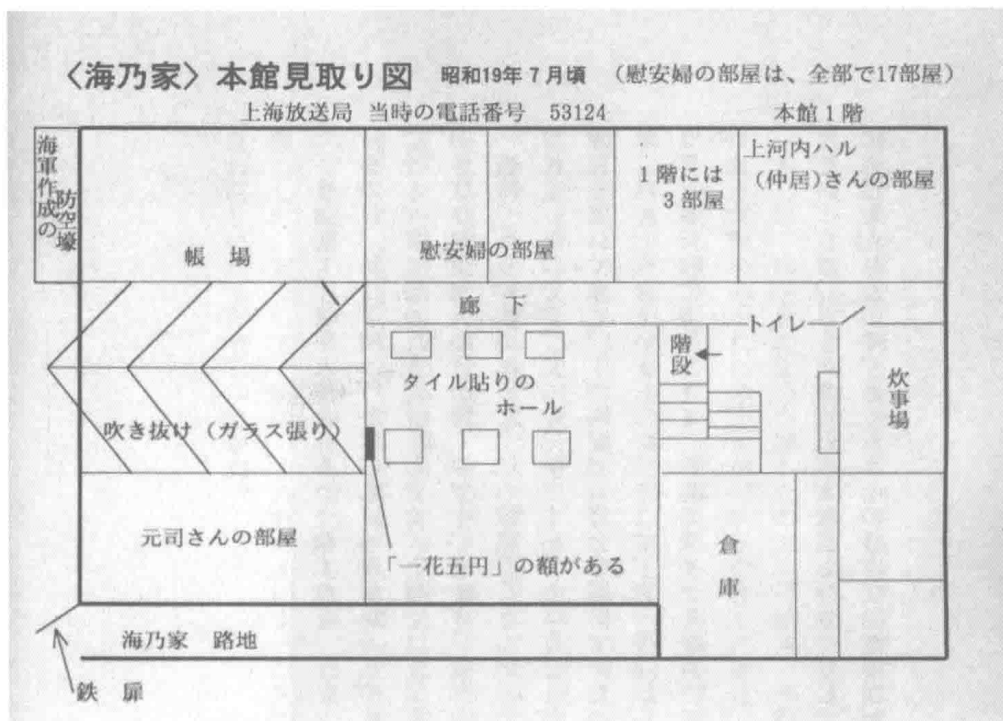 〈海乃家〉本館見取り図 昭和19年7月頃 (慰安婦の部屋は、全部で17部屋)
上海放送局 当時の電話番号 53124 本館1階
海軍作成の
防空壕
帳場
慰安婦の部屋
1階には
3部屋
上河内ハル
(仲居)さんの部屋
廊下
トイレ
階段
炊事場
タイル貼りの
ホール
吹き抜け(ガラス張り)
元司さんの部屋
「一花五円」の額がある
倉庫
海乃家 路地
鉄扉